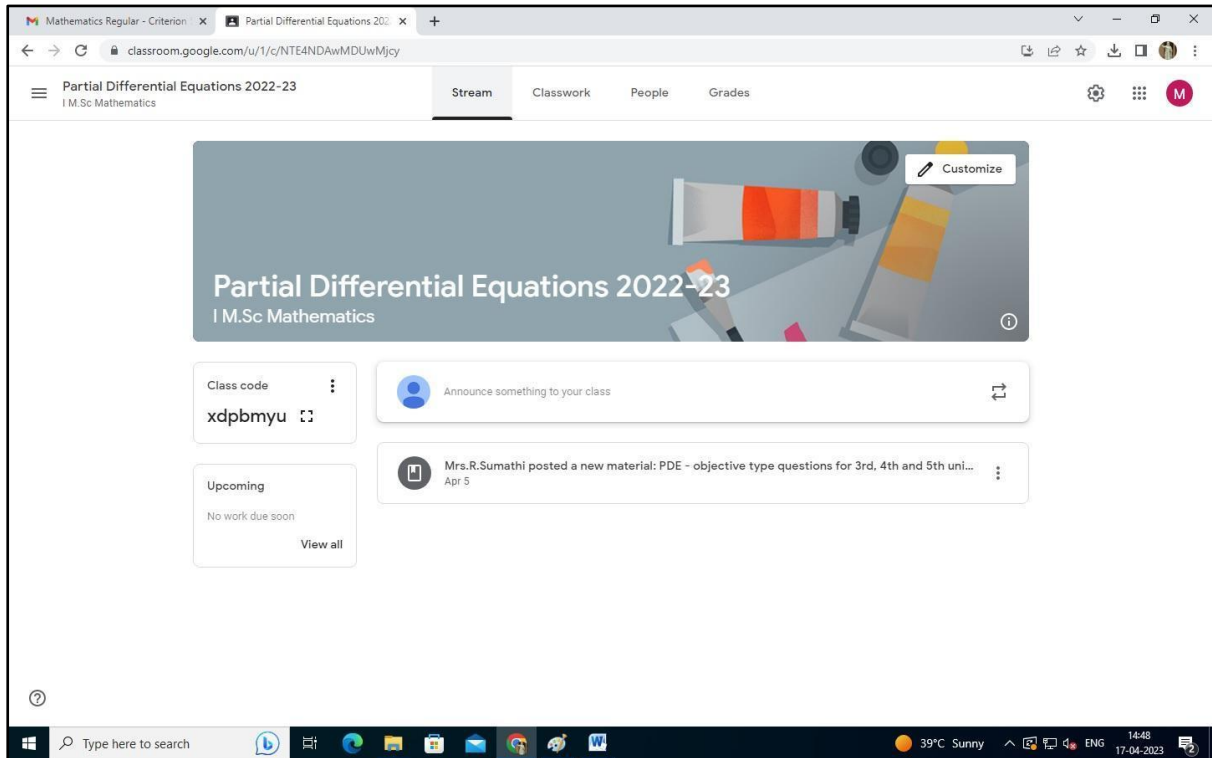 Mathematics Regular - Criterion
Partial Differential Equations 202
classroom.google.com/u/1/c/NTE4NDAwMDUwMjcy
Partial Differential Equations 2022-23
I M.Sc Mathematics
Stream Classwork People Grades
M
Customize
Partial Differential Equations 2022-23
I M.Sc Mathematics
Class code
xdpbmyu
Announce something to your class
Mrs.R.Sumathi posted a new material: PDE - objective type questions for 3rd, 4th and 5th uni...
Apr 5
Upcoming
No work due soon
View all
Type here to search
39°C Sunny
ENG
14:48
17-04-2023
2